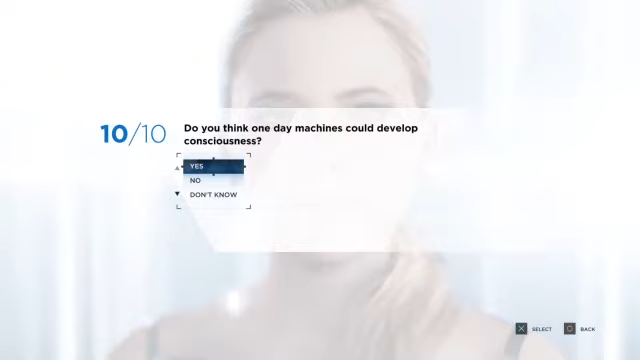 10/10
Do you think one day machines could develop
consciousness?
YES
NO
DON'T KNOW
SELECT
BACK